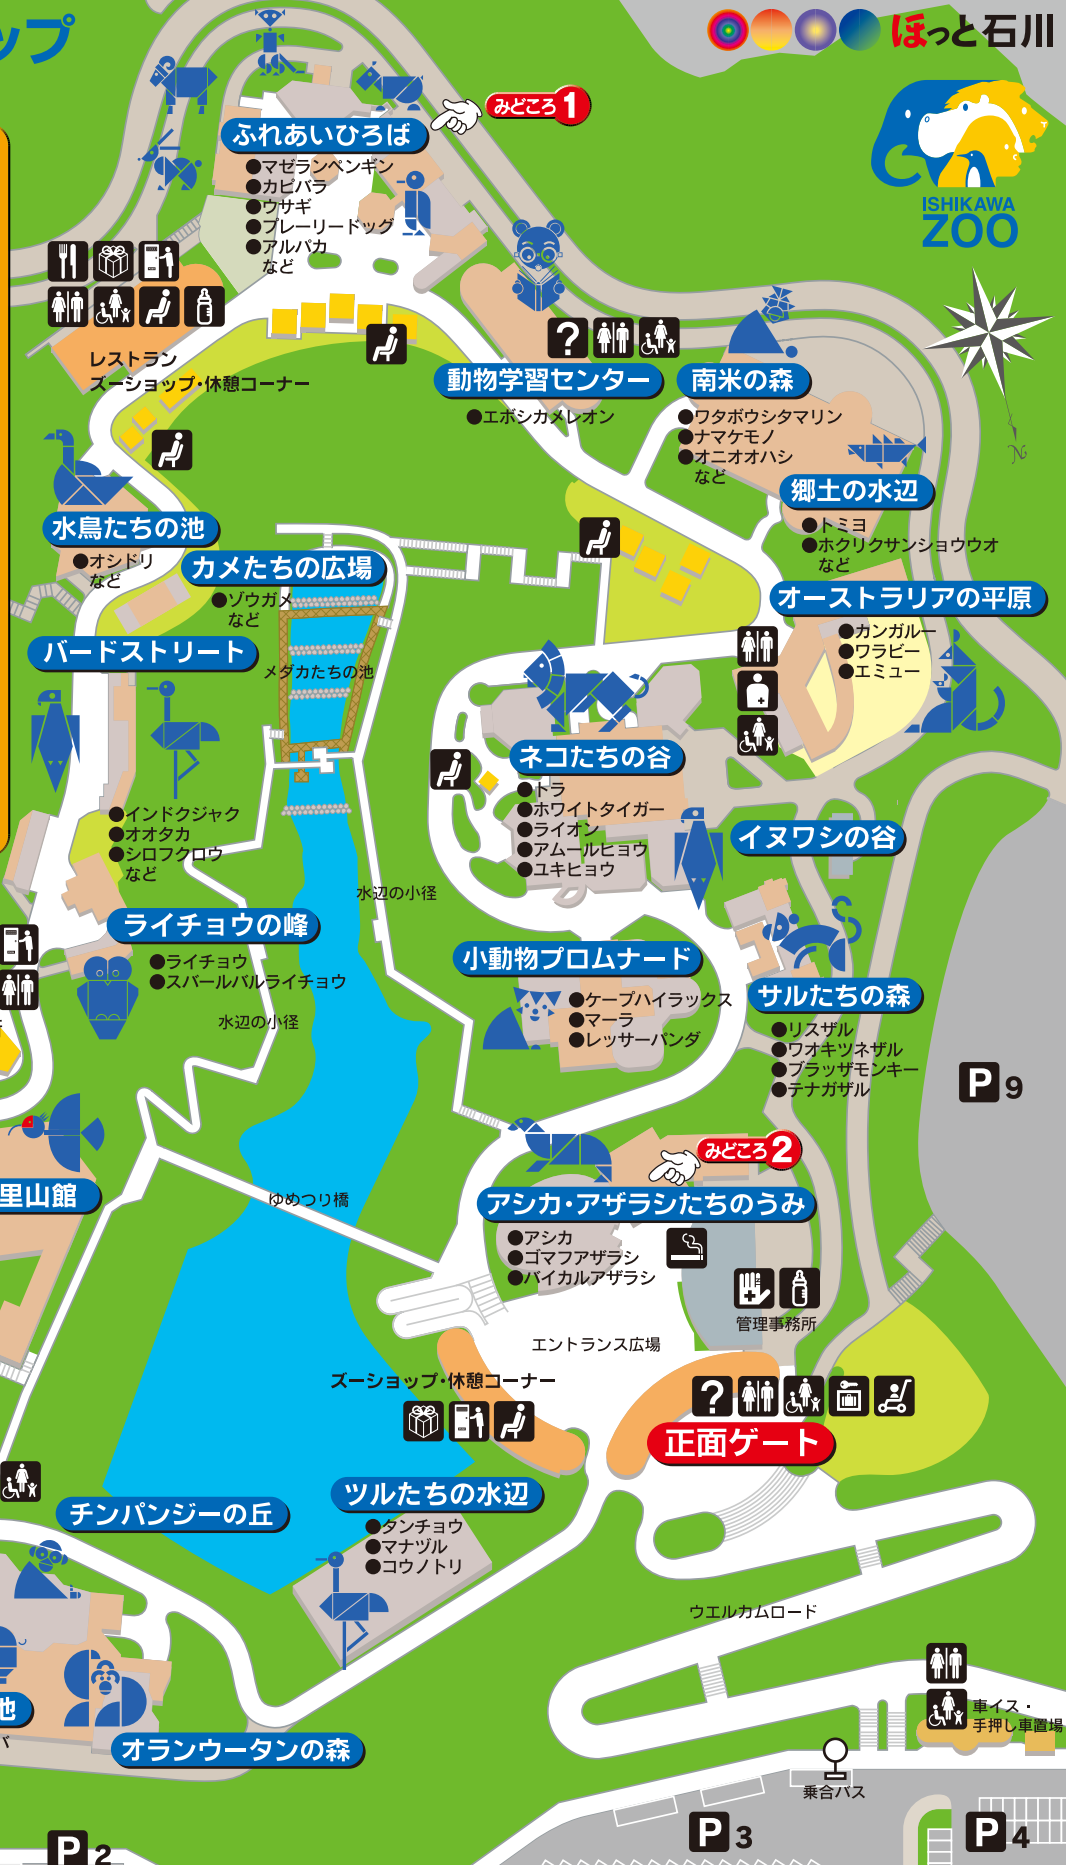 ップ
ほっと石川
みどころ1
ふれあいひろば
●マゼランペンギン
●カピバラ
●ウサギ
●プレーリードッグ
●アルパカ
など
ISHIKAWA
ZOO
レストラン
ズーショップ・休憩コーナー
?
動物学習センター
●エボシカメレオン
南米の森
●ワタボウシタマリン
●ナマケモノ
●オニオオハシ
など
N
郷土の水辺
●トミヨ
●ホクリクサンショウウオ
など
水鳥たちの池
●オシドリ
など
カメたちの広場
●ゾウガメ
など
オーストラリアの平原
●カンガルー
●ワラビー
●エミュー
バードストリート
メダカたちの池
ネコたちの谷
●トラ
●ホワイトタイガー
●ライオン
●アムールヒョウ
●ユキヒョウ
●インドクジャク
●オオタカ
●シロフクロウ
など
イヌワシの谷
水辺の小径
ライチョウの峰
●ライチョウ
●スバールバルライチョウ
小動物プロムナード
●ケープハイラックス
●マーラ
●レッサーパンダ
サルたちの森
●リスザル
●ワオキツネザル
●ブラッザモンキー
●テナガザル
水辺の小径
P 9
みどころ2
里山館
ゆめつり橋
アシカ・アザラシたちのうみ
●アシカ
●ゴマフアザラシ
●バイカルアザラシ
管理事務所
エントランス広場
ズーショップ・休憩コーナー
?
正面ゲート
ツルたちの水辺
●タンチョウ
●マナヅル
●コウノトリ
チンパンジーの丘
ウエルカムロード
池
バ
オランウータンの森
車イス・
手押し車置場
乗合バス
P 2
P 3
P 4